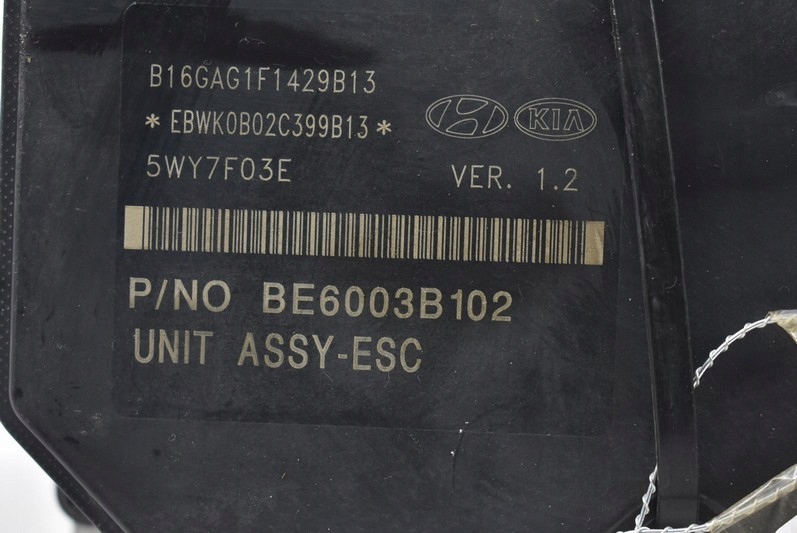 B16GAG1F1429B13
*EBWK0B02C399B13*
KIA
5WY7F03E VER. 1.2
P/NO BE6003B102
UNIT ASSY-ESC